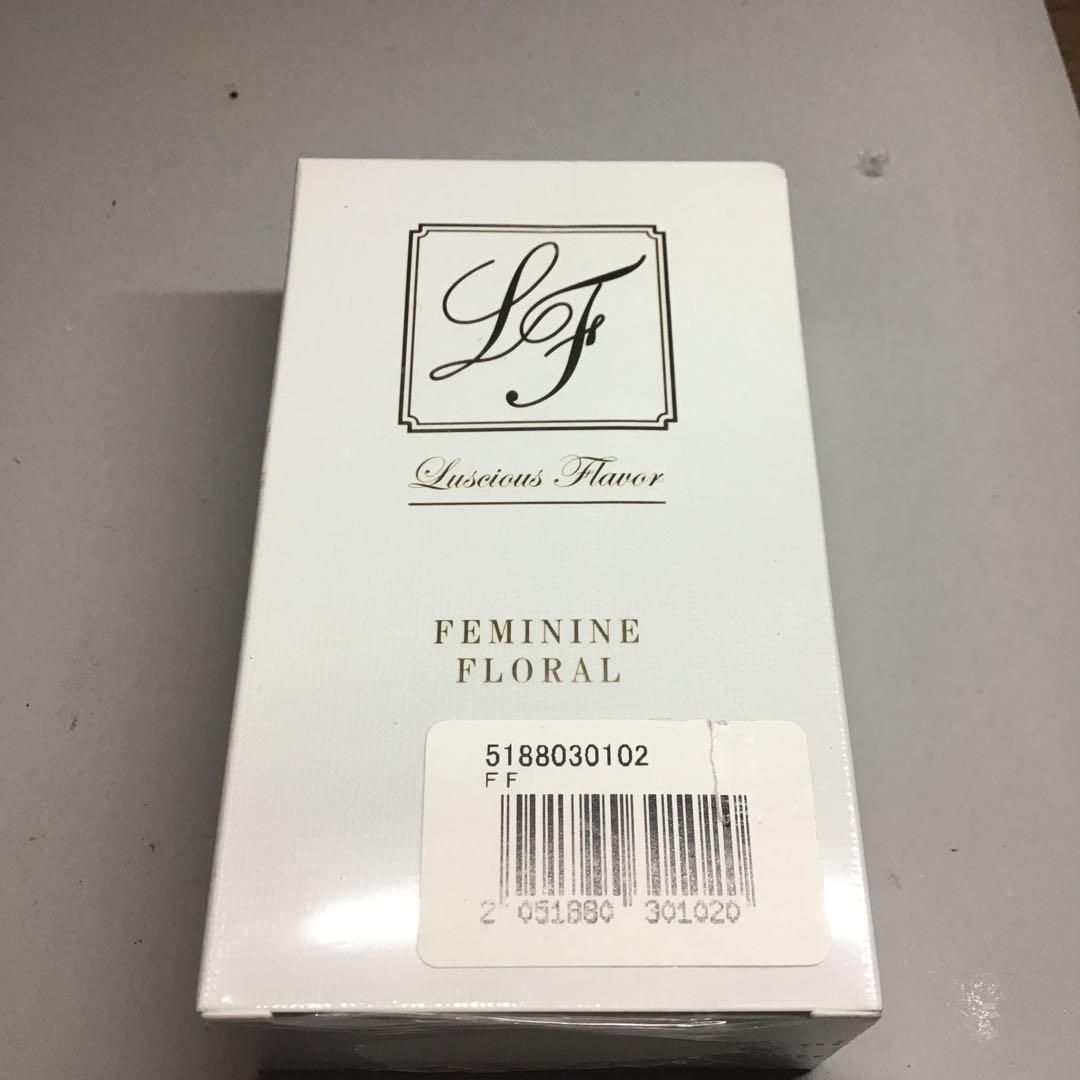 LF
Luscious Flavor
FEMININE
FLORAL
5188030102
FF
2 051880 301020